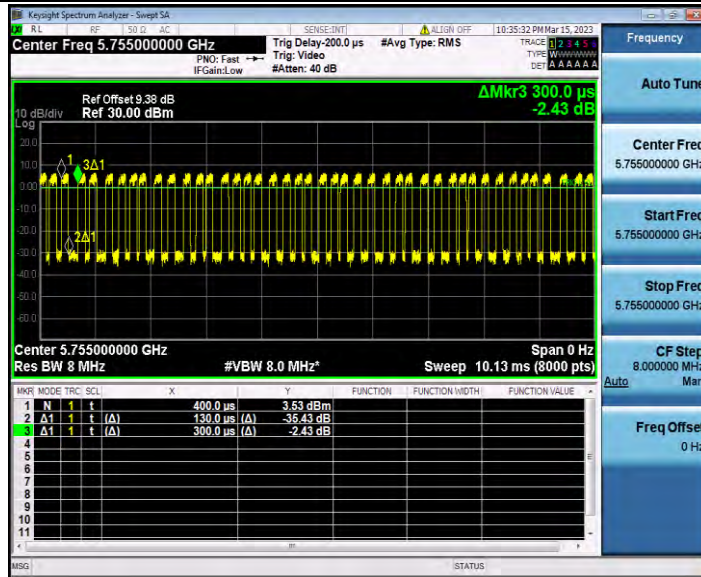 Keysight Spectrum Analyzer - Swept SA
RL RF 50 Ω AC SENSE:INT ALIGN OFF 10:35:32 PM Mar 15, 2023
Center Freq 5.755000000 GHz
PNO: Fast
IFGain:Low
Trig Delay-200.0 µs
Trig: Video
#Atten: 40 dB
#Avg Type: RMS
TRACE 1 2 3 4 5 6
TYPE WWWWWW
DET A A A A A A
Ref Offset 9.38 dB
Ref 30.00 dBm
10 dB/div
Log
ΔMkr3 300.0 µs
-2.43 dB
20.0
10.0
0.00
-10.0
-20.0
-30.0
-40.0
-50.0
-60.0
1
3Δ1
2Δ1
Center 5.755000000 GHz
Span 0 Hz
Res BW 8 MHz
#VBW 8.0 MHz*
Sweep 10.13 ms (8000 pts)
MKR MODE TRC SCL X Y FUNCTION FUNCTION WIDTH FUNCTION VALUE
1 N 1 t 400.0 µs 3.53 dBm
2 Δ1 1 t (Δ) 130.0 µs (Δ) -35.43 dB
3 Δ1 1 t (Δ) 300.0 µs (Δ) -2.43 dB
4
5
6
7
8
9
10
11
MSG
STATUS
Frequency
Auto Tune
Center Freq
5.755000000 GHz
Start Freq
5.755000000 GHz
Stop Freq
5.755000000 GHz
CF Step
8.000000 MHz
Auto Man
Freq Offset
0 Hz